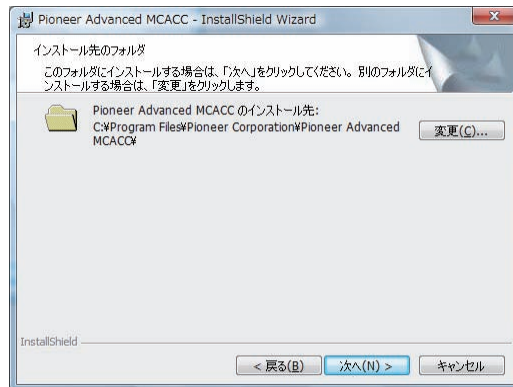 Pioneer Advanced MCACC - InstallShield Wizard
インストール先のフォルダ
このフォルダにインストールする場合は、「次へ」をクリックしてください。別のフォルダにイ
ンストールする場合は、「変更」をクリックします。
Pioneer Advanced MCACC のインストール先:
C:¥Program Files¥Pioneer Corporation¥Pioneer Advanced
MCACC¥
変更(C)...
InstallShield
< 戻る(B)
次へ(N) >
キャンセル